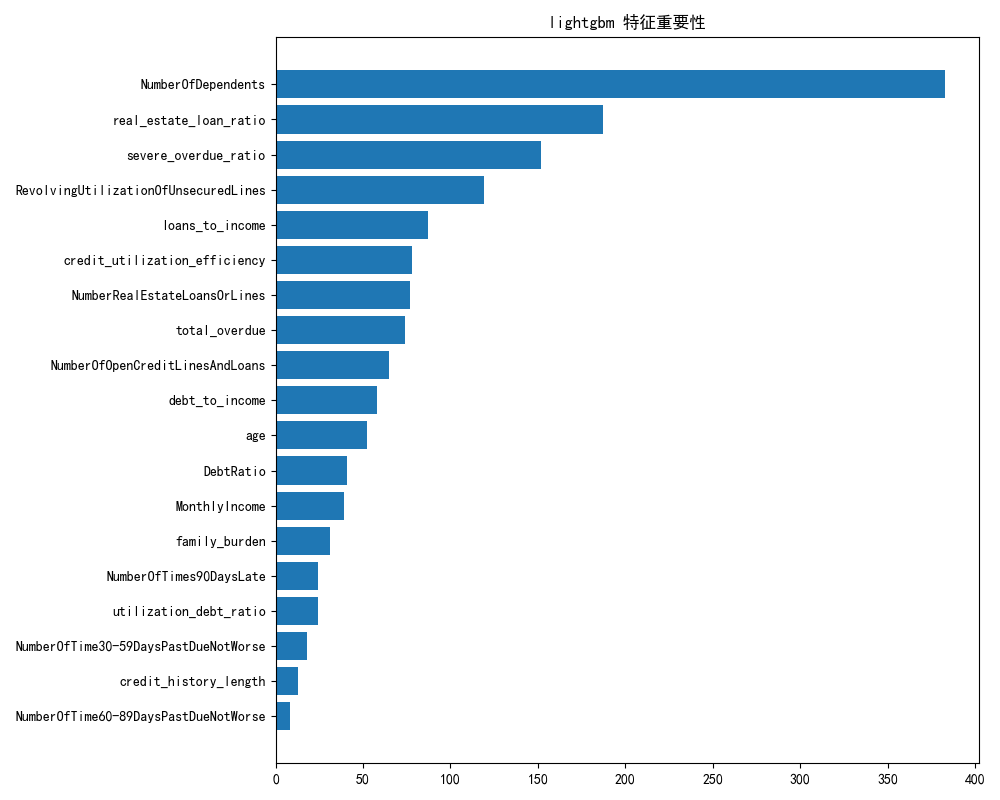 lightgbm 特征重要性
NumberOfDependents
real_estate_loan_ratio
severe_overdue_ratio
RevolvingUtilizationOfUnsecuredLines
loans_to_income
credit_utilization_efficiency
NumberRealEstateLoansOrLines
total_overdue
NumberOfOpenCreditLinesAndLoans
debt_to_income
age
DebtRatio
MonthlyIncome
family_burden
NumberOfTimes90DaysLate
utilization_debt_ratio
NumberOfTime30-59DaysPastDueNotWorse
credit_history_length
NumberOfTime60-89DaysPastDueNotWorse
0 50 100 150 200 250 300 350 400